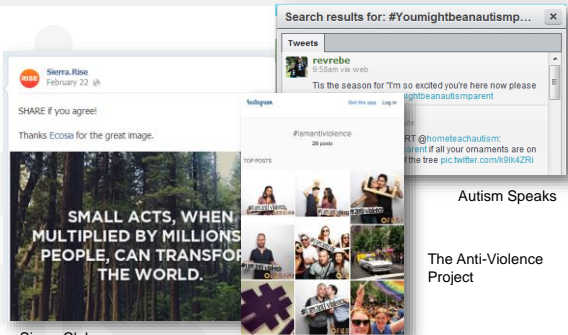 Search results for: #Youmightbeanautismp...
Tweets
revrebe
9:58am via web
Tis the season for "I'm so excited you're here now please
ightbeanautismparent
RT @hometeachautism:
parent if all your ornaments are on
f the tree pic.twitter.com/k9lk4ZRi
Autism Speaks
RISE
Sierra Rise
February 22
SHARE if you agree!
Thanks Ecosia for the great image.
SMALL ACTS, WHEN
MULTIPLIED BY MILLIONS
PEOPLE, CAN TRANSFO
THE WORLD.
Instagram
Get the app
Log in
#iamantiviolence
29 posts
TOP POSTS
The Anti-Violence
Project